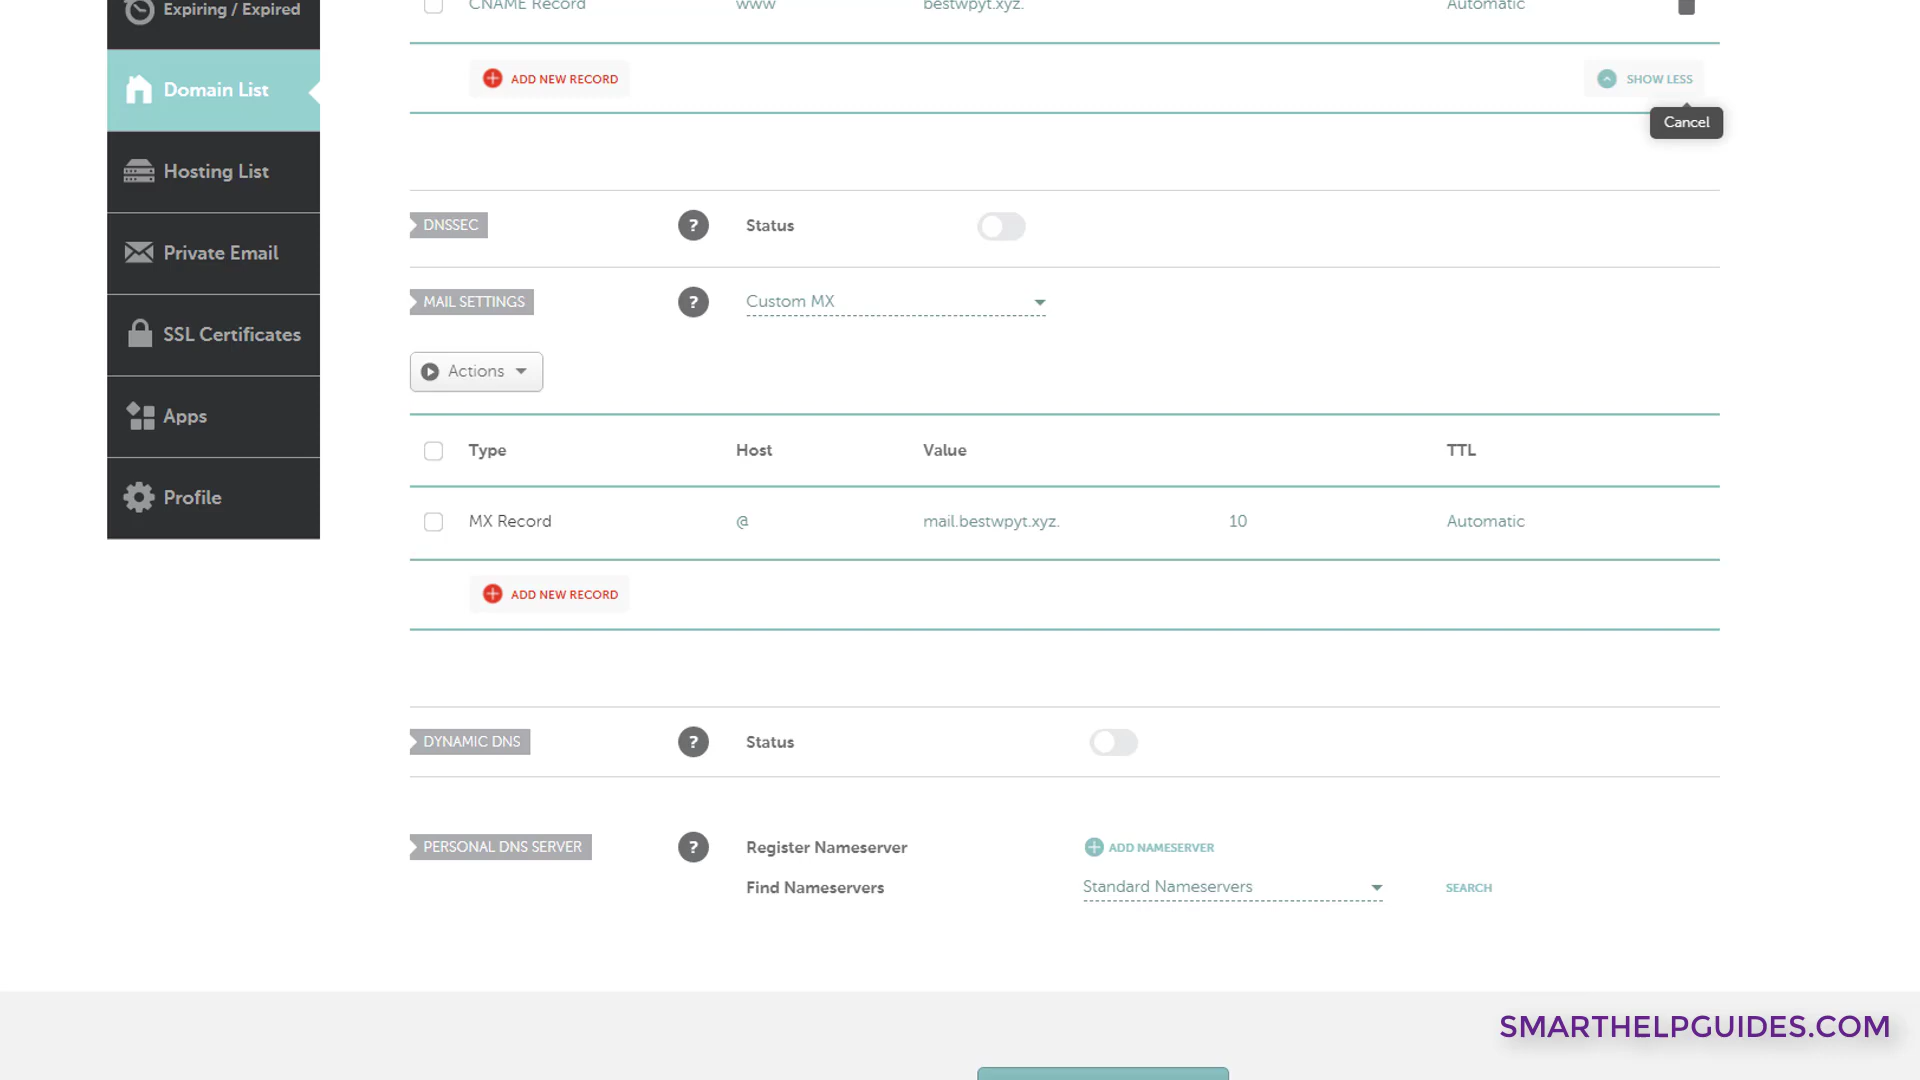 Expiring / Expired
CNAME Record www bestwpyt.xyz. Automatic
Domain List
ADD NEW RECORD SHOW LESS
Cancel
Hosting List
DNSSEC ? Status
Private Email
MAIL SETTINGS ? Custom MX
SSL Certificates
Actions
Apps
Type Host Value TTL
Profile
MX Record @ mail.bestwpyt.xyz. 10 Automatic
ADD NEW RECORD
DYNAMIC DNS ? Status
PERSONAL DNS SERVER ? Register Nameserver ADD NAMESERVER
Find Nameservers Standard Nameservers SEARCH
SMARTHELPGUIDES.COM